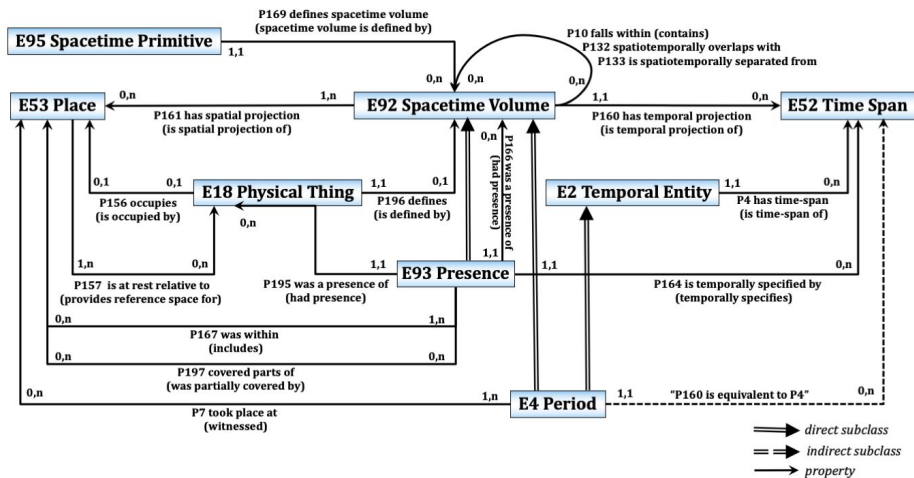 P169 defines spacetime volume
(spacetime volume is defined by)
P10 falls within (contains)
P132 spatiotemporally overlaps with
P133 is spatiotemporally separated from
E95 Spacetime Primitive
1,1
0,n
0,n
0,n
E53 Place
0,n
1,n
P161 has spatial projection
(is spatial projection of)
E92 Spacetime Volume
1,1
0,n
P160 has temporal projection
(is temporal projection of)
E52 Time Span
0,n
P166 was a presence of
(had presence)
0,1
0,1
P156 occupies
(is occupied by)
E18 Physical Thing
1,1
0,1
P196 defines
(is defined by)
E2 Temporal Entity
1,1
0,n
P4 has time-span
(is time-span of)
0,n
1,n
0,n
P157 is at rest relative to
(provides reference space for)
1,1
P195 was a presence of
(had presence)
1,1
E93 Presence
1,1
0,n
P164 is temporally specified by
(temporally specifies)
0,n
1,n
P167 was within
(includes)
0,n
0,n
P197 covered parts of
(was partially covered by)
0,n
1,n
P7 took place at
(witnessed)
E4 Period
1,1
"P160 is equivalent to P4"
0,n
direct subclass
indirect subclass
property